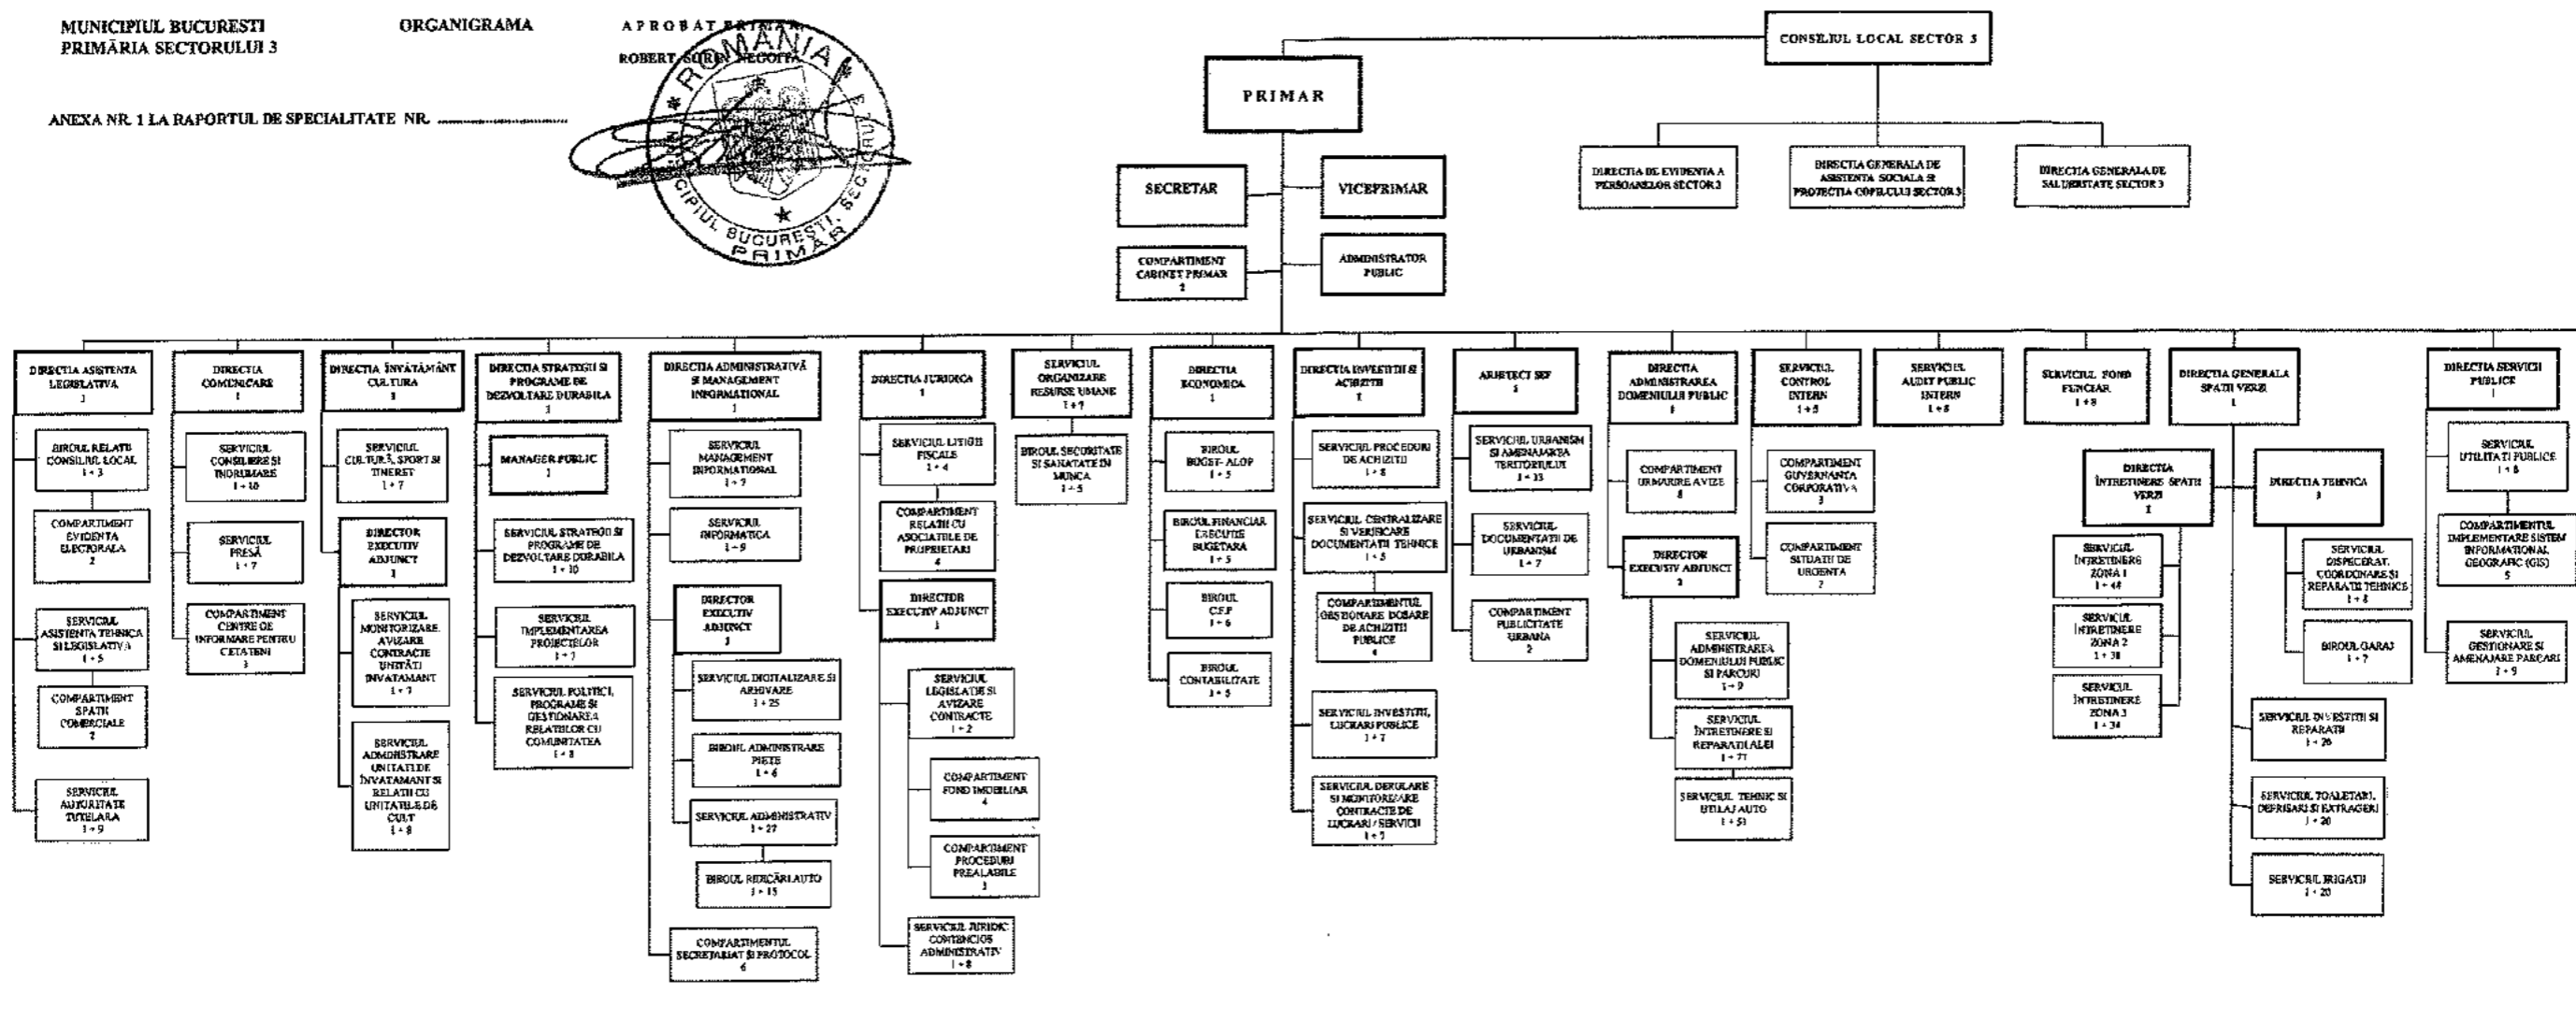 MUNICIPIUL BUCURESTI
PRIMĂRIA SECTORULUI 3
ORGANIGRAMA
APROBAT PRIMAR
ROBERT SORIN NEGOITA
ANEXA NR. 1 LA RAPORTUL DE SPECIALITATE NR. ..............................
ROMANIA
MUNICIPIUL BUCUREŞTI, SECTORUL
PRIMAR
CONSILIUL LOCAL SECTOR 3
PRIMAR
SECRETAR
VICEPRIMAR
COMPARTIMENT
CABINET PRIMAR
2
ADMINISTRATOR
PUBLIC
DIRECTIA DE EVIDENTA A
PERSOANELOR SECTOR 3
DIRECTIA GENERALA DE
ASISTENTA SOCIALA SI
PROTECTIA COPILULUI SECTOR 3
DIRECTIA GENERALA DE
SALUBRITATE SECTOR 3
DIRECTIA ASISTENTA
LEGISLATIVA
1
BIROUL RELATII
CONSILIUL LOCAL
1 + 3
COMPARTIMENT
EVIDENTA
ELECTORALA
2
SERVICIUL
ASISTENTA TEHNICA
SI LEGISLATIVA
1 + 5
COMPARTIMENT
SPATII
COMERCIALE
2
SERVICIUL
AUTORITATE
TUTELARA
1 + 9
DIRECTIA
COMUNICARE
1
SERVICIUL
CONSILIERE SI
INDRUMARE
1 + 10
SERVICIUL
PRESĂ
1 + 7
COMPARTIMENT
CENTRE DE
INFORMARE PENTRU
CETATENI
3
DIRECTIA ÎNVĂTĂMÂNT
CULTURA
1
SERVICIUL
CULTURĂ, SPORT SI
TINERET
1 + 7
DIRECTOR
EXECUTIV
ADJUNCT
1
SERVICIUL
MONITORIZARE,
AVIZARE
CONTRACTE
UNITĂTI
INVATAMANT
1 + 7
SERVICIUL
ADMINISTRARE
UNITATI DE
ÎNVATAMANT SI
RELATII CU
UNITATILE DE
CULT
1 + 8
DIRECTIA STRATEGII SI
PROGRAME DE
DEZVOLTARE DURABILA
1
MANAGER PUBLIC
1
SERVICIUL STRATEGII SI
PROGRAME DE
DEZVOLTARE DURABILA
1 + 10
SERVICIUL
IMPLEMENTAREA
PROIECTELOR
1 + 7
SERVICIUL POLITICI,
PROGRAME SI
GESTIONAREA
RELATIILOR CU
COMUNITATEA
1 + 8
DIRECTIA ADMINISTRATIVĂ
SI MANAGEMENT
INFORMATIONAL
1
SERVICIUL
MANAGEMENT
INFORMATIONAL
1 + 7
SERVICIUL
INFORMATICA
1 + 9
DIRECTOR
EXECUTIV
ADJUNCT
1
SERVICIUL DIGITALIZARE SI
ARHIVARE
1 + 25
BIROUL ADMINISTRARE
PIETE
1 + 6
SERVICIUL ADMINISTRATIV
1 + 27
BIROUL RIDICĂRI AUTO
1 + 15
COMPARTIMENTUL
SECRETARIAT SI PROTOCOL
6
DIRECTIA JURIDICA
1
SERVICIUL LITIGII
FISCALE
1 + 4
COMPARTIMENT
RELATII CU
ASOCIATIILE DE
PROPRIETARI
4
DIRECTOR
EXECUTIV ADJUNCT
1
SERVICIUL
LEGISLATIE SI
AVIZARE
CONTRACTE
1 + 2
COMPARTIMENT
FOND IMOBILIAR
4
COMPARTIMENT
PROCEDURI
PREALABILE
3
SERVICIUL JURIDIC
CONTENCIOS
ADMINISTRATIV
1 + 8
SERVICIUL
ORGANIZARE
RESURSE UMANE
1 + 9
BIROUL SECURITATE
SI SANATATE IN
MUNCA
1 + 5
DIRECTIA
ECONOMICA
1
BIROUL
BUGET- ALOP
1 + 5
BIROUL FINANCIAR
EXECUTIE
BUGETARA
1 + 5
BIROUL
C.F.P
1 + 6
BIROUL
CONTABILITATE
1 + 5
DIRECTIA INVESTITII SI
ACHIZITII
1
SERVICIUL PROCEDURI
DE ACHIZITII
1 + 8
SERVICIUL CENTRALIZARE
SI VERIFICARE
DOCUMENTATII TEHNICE
1 + 5
COMPARTIMENTUL
GESTIONARE DOSARE
DE ACHIZITII
PUBLICE
4
SERVICIUL INVESTITII,
LUCRARI PUBLICE
1 + 7
SERVICIUL DERULARE
SI MONITORIZARE
CONTRACTE DE
LUCRARI / SERVICII
1 + 7
ARHITECT SEF
1
SERVICIUL URBANISM
SI AMENAJAREA
TERITORIULUI
1 + 13
SERVICIUL
DOCUMENTATII DE
URBANISM
1 + 7
COMPARTIMENT
PUBLICITATE
URBANA
2
DIRECTIA
ADMINISTRAREA
DOMENIULUI PUBLIC
1
COMPARTIMENT
URMARIRE AVIZE
8
DIRECTOR
EXECUTIV ADJUNCT
SERVICIUL
ADMINISTRAREA
DOMENIULUI PUBLIC
SI PARCURI
1 + 9
SERVICIUL
ÎNTRETINERE SI
REPARATII ALEI
1 + 71
SERVICIUL TEHNIC SI
UTILAJ AUTO
1 + 51
SERVICIUL
CONTROL
INTERN
1 + 5
COMPARTIMENT
GUVERNANTA
CORPORATIVA
3
COMPARTIMENT
SITUATII DE
URGENTA
2
SERVICIUL
AUDIT PUBLIC
INTERN
1 + 8
SERVICIUL FOND
FUNCIAR
1 + 8
DIRECTIA GENERALA
SPATII VERZI
1
DIRECTIA
ÎNTRETINERE SPATII
VERZI
1
SERVICIUL
ÎNTRETINERE
ZONA 1
1 + 44
SERVICIUL
ÎNTRETINERE
ZONA 2
1 + 38
SERVICIUL
ÎNTRETINERE
ZONA 3
1 + 34
DIRECTIA TEHNICA
1
SERVICIUL
DISPECERAT,
COORDONARE SI
REPARATII TEHNICE
1 + 8
BIROUL GARAJ
1 + 7
SERVICIUL INVESTITII SI
REPARATII
1 + 26
SERVICIUL TOALETARI,
DEFRISARI SI EXTRAGERI
1 + 20
SERVICIUL IRIGATII
1 + 20
DIRECTIA SERVICII
PUBLICE
1
SERVICIUL
UTILITATI PUBLICE
1 + 8
COMPARTIMENTUL
IMPLEMENTARE SISTEM
INFORMATIONAL
GEOGRAFIC (GIS)
5
SERVICIUL
GESTIONARE SI
AMENAJARE PARCARI
1 + 9